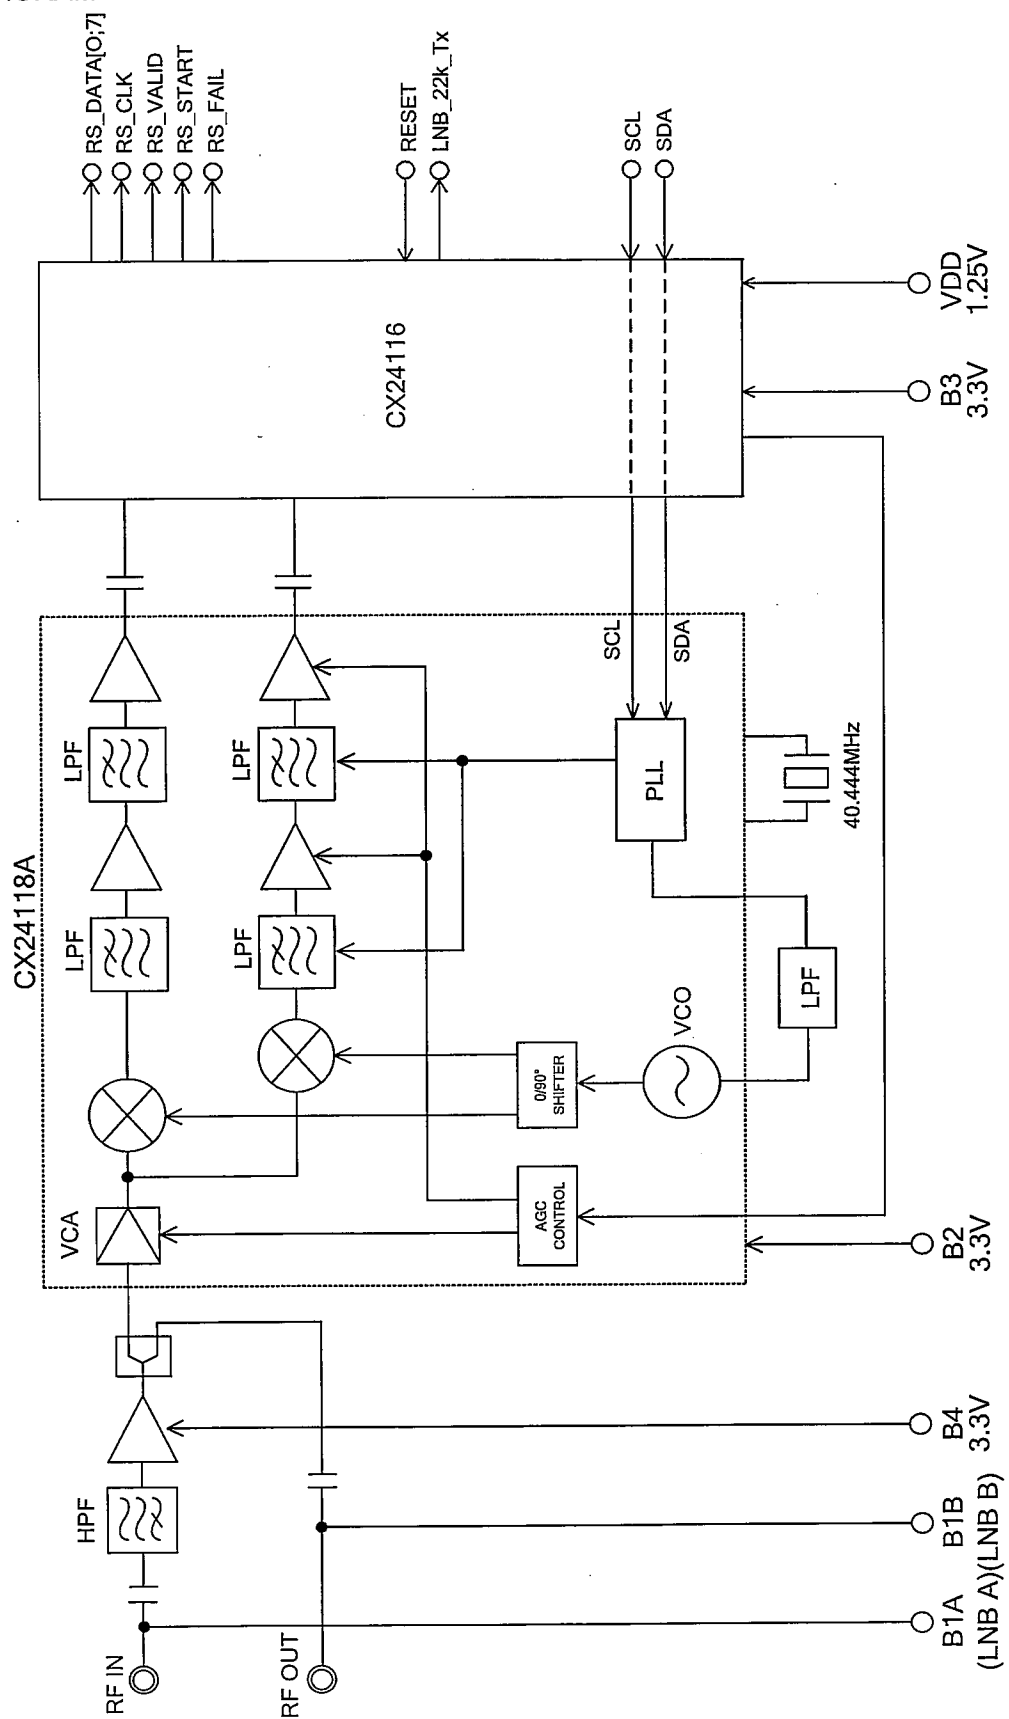 RS_DATA[0;7]
RS_CLK
RS_VALID
RS_START
RS_FAIL
RESET
LNB_22k_Tx
SCL
SDA
CX24116
VDD
1.25V
B3
3.3V
CX24118A
LPF
LPF
LPF
LPF
SCL
SDA
PLL
40.444MHz
LPF
VCO
0/90°
SHIFTER
AGC
CONTROL
VCA
B2
3.3V
HPF
B4
3.3V
B1B
(LNB B)
B1A
(LNB A)
RF IN
RF OUT